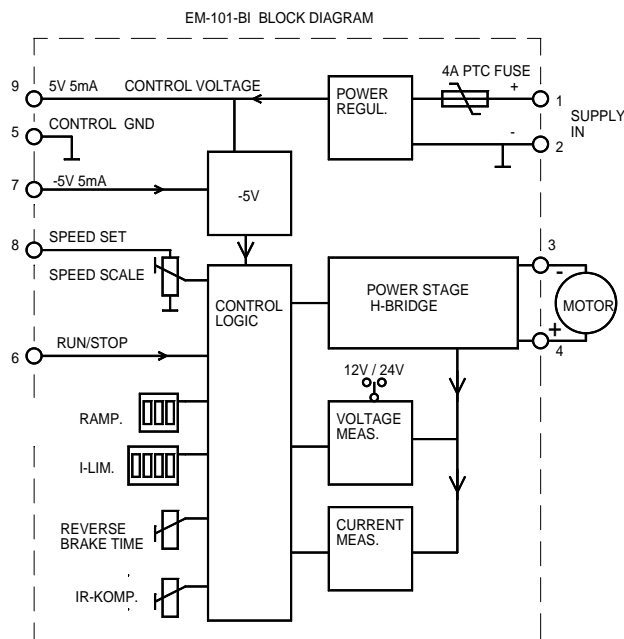 EM-101-BI BLOCK DIAGRAM
4A PTC FUSE
9
5V 5mA
CONTROL VOLTAGE
POWER
REGUL.
+
1
SUPPLY
IN
5
CONTROL GND
-
2
7
-5V 5mA
-5V
8
SPEED SET
3
SPEED SCALE
CONTROL
LOGIC
POWER STAGE
H-BRIDGE
-
MOTOR
+
4
6
RUN/STOP
12V / 24V
RAMP.
VOLTAGE
MEAS.
I-LIM.
REVERSE
BRAKE TIME
CURRENT
MEAS.
IR-KOMP.